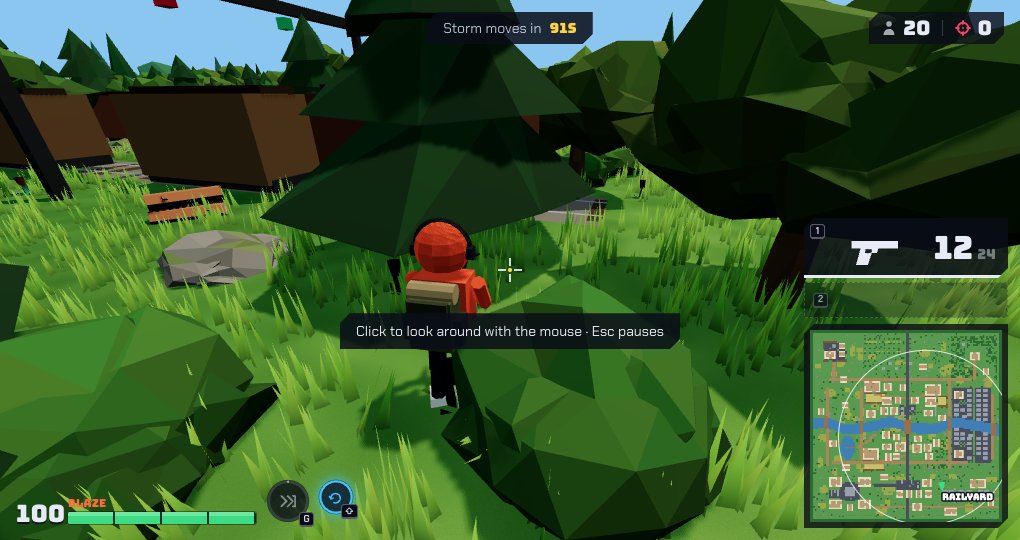 Storm moves in 91S
20
0
1
12 24
2
Click to look around with the mouse · Esc pauses
RAILYARD
BLAZE
100
G